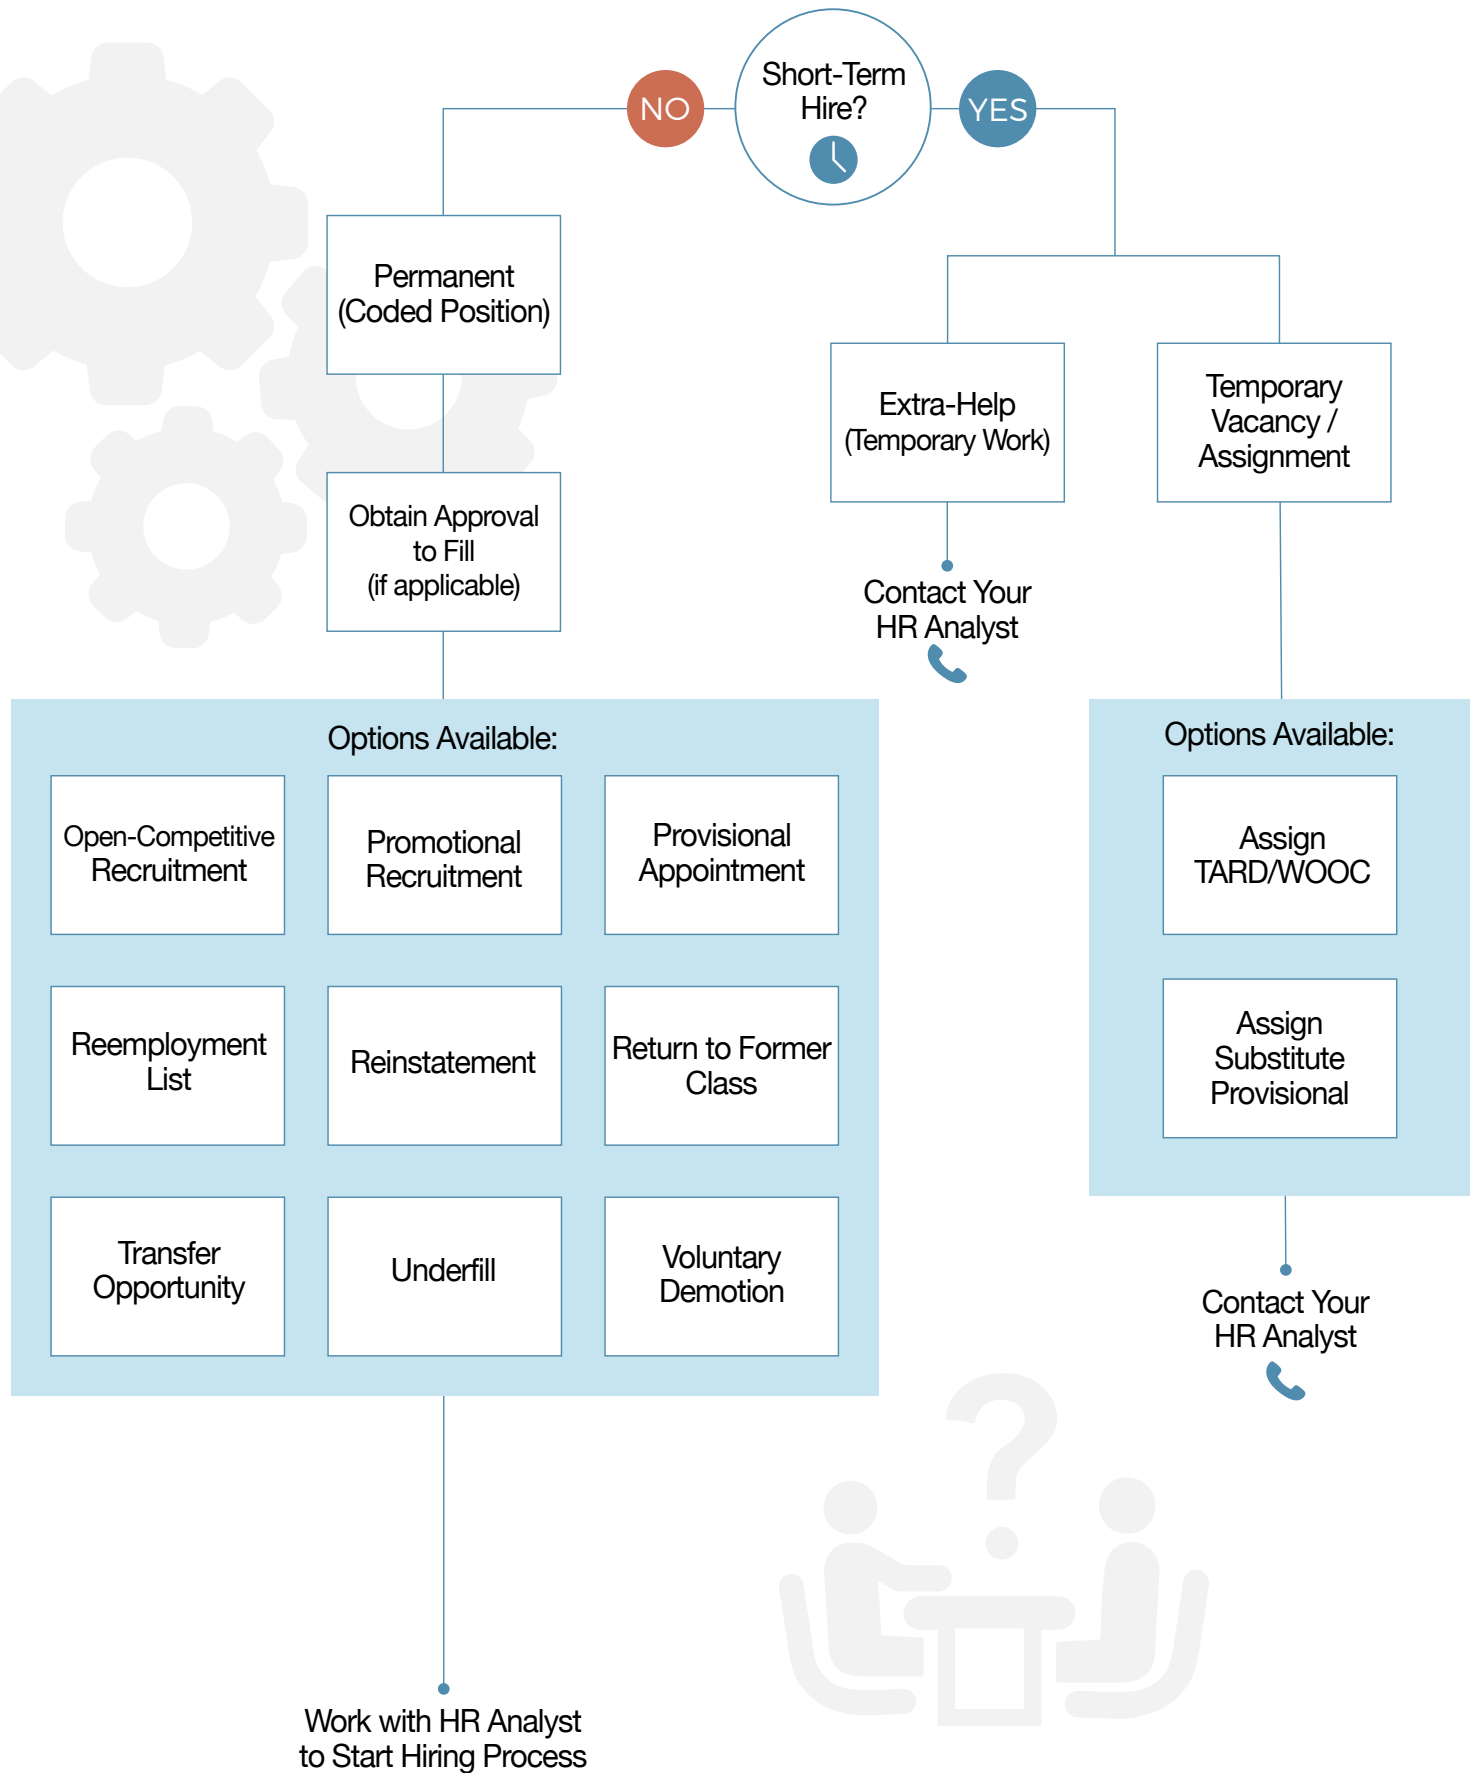 Short-Term
Hire?
NO
YES
Permanent
(Coded Position)
Extra-Help
(Temporary Work)
Temporary
Vacancy /
Assignment
Obtain Approval
to Fill
(if applicable)
Contact Your
HR Analyst
Options Available:
Open-Competitive
Recruitment
Promotional
Recruitment
Provisional
Appointment
Reemployment
List
Reinstatement
Return to Former
Class
Transfer
Opportunity
Underfill
Voluntary
Demotion
Options Available:
Assign
TARD/WOOC
Assign
Substitute
Provisional
Contact Your
HR Analyst
?
Work with HR Analyst
to Start Hiring Process